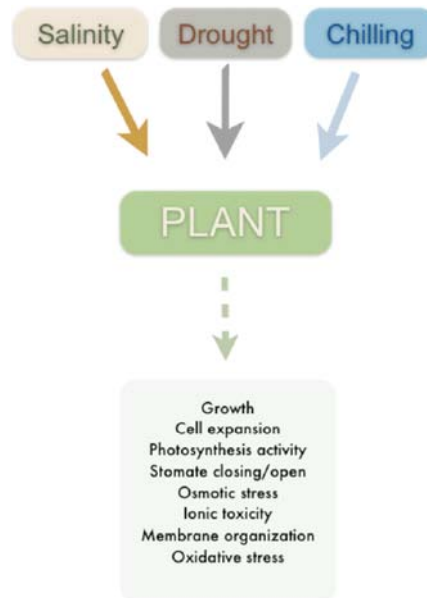 Salinity
Drought
Chilling
PLANT
Growth
Cell expansion
Photosynthesis activity
Stomate closing/open
Osmotic stress
Ionic toxicity
Membrane organization
Oxidative stress